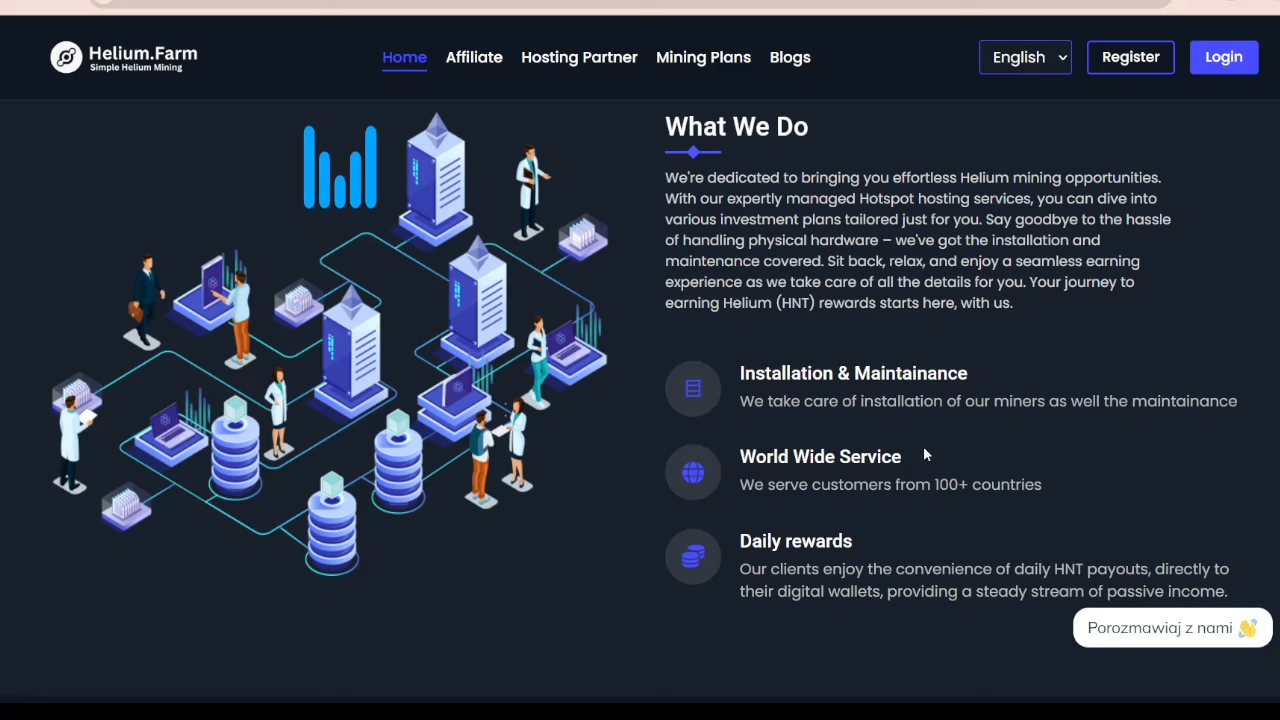 Helium.Farm
Simple Helium Mining
Home
Affiliate
Hosting Partner
Mining Plans
Blogs
English
Register
Login
What We Do
We're dedicated to bringing you effortless Helium mining opportunities.
With our expertly managed Hotspot hosting services, you can dive into
various investment plans tailored just for you. Say goodbye to the hassle
of handling physical hardware – we've got the installation and
maintenance covered. Sit back, relax, and enjoy a seamless earning
experience as we take care of all the details for you. Your journey to
earning Helium (HNT) rewards starts here, with us.
Installation & Maintainance
We take care of installation of our miners as well the maintainance
World Wide Service
We serve customers from 100+ countries
Daily rewards
Our clients enjoy the convenience of daily HNT payouts, directly to
their digital wallets, providing a steady stream of passive income.
Porozmawiaj z nami 👋